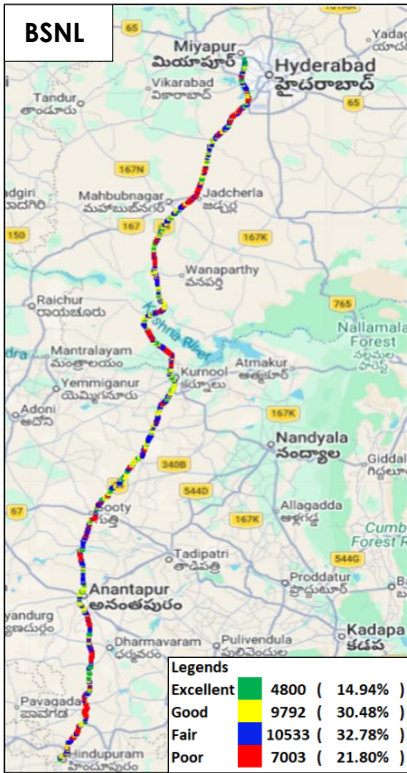 BSNL
65
Miyapur
మియాపూర్
Hyderabad
హైదరాబాద్
Vikarabad
వికారాబాద్
Tandur
తాండూరు
65
167N
Jadcherla
జడ్చర్ల
Mahbubnagar
మహబూబ్‌నగర్
167
150
167K
Wanaparthy
వనపర్తి
Raichur
రాయచూరు
765
Krishna River
Nallamala
Forest
Mantralayam
మంత్రాలయం
Atmakur
ఆత్మకూర్
Kurnool
కర్నూలు
Yemmiganur
యెమ్మిగనూరు
Adoni
ఆదోని
167K
Nandyala
నంద్యాల
340B
544D
Gooty
గుత్తి
67
Allagadda
ఆళ్లగడ్డ
167K
544G
Tadipatri
తాడిపత్రి
Proddatur
ప్రొద్దుటూర్
Anantapur
అనంతపురం
Kadapa
కడప
Dharmavaram
ధర్మవరం
Pulivendula
పులివెందుల
Pavagada
పావగడ
Hindupuram
హిందూపురం
Legends
Excellent 4800 ( 14.94% )
Good 9792 ( 30.48% )
Fair 10533 ( 32.78% )
Poor 7003 ( 21.80% )